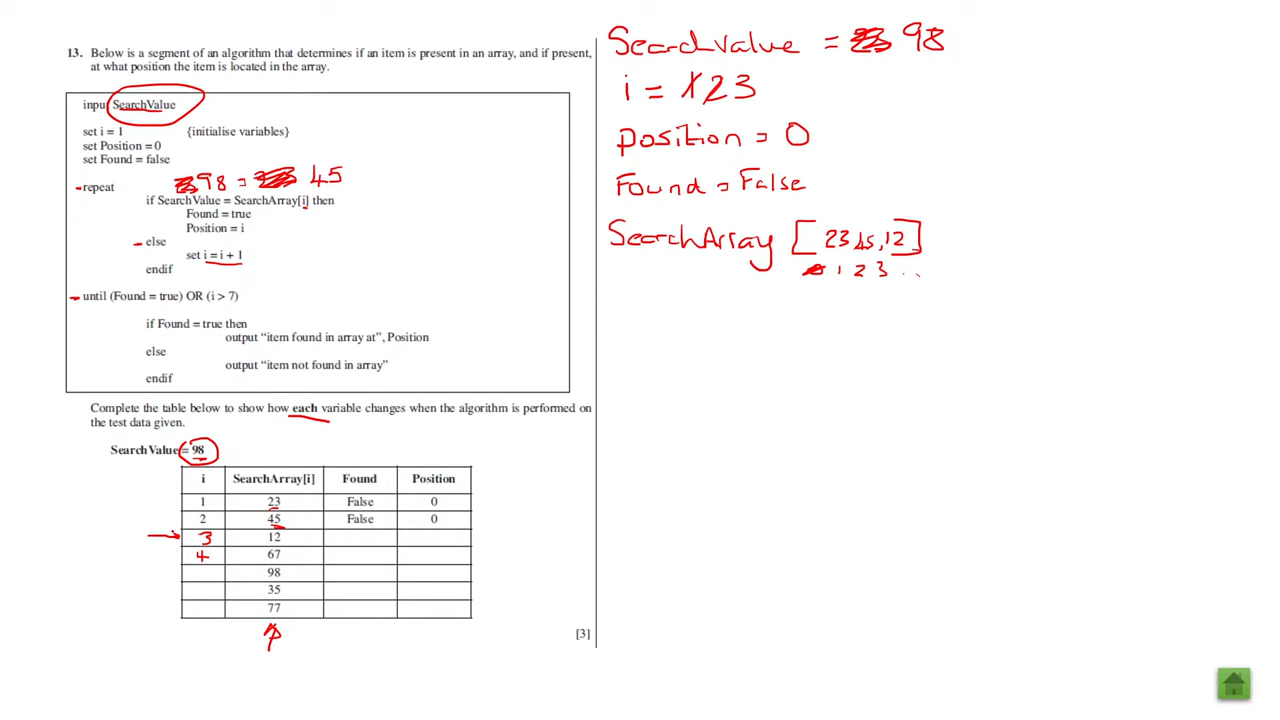 13. Below is a segment of an algorithm that determines if an item is present in an array, and if present,
at what position the item is located in the array.
input SearchValue
set i = 1 {initialise variables}
set Position = 0
set Found = false
98 = 45
repeat
if SearchValue = SearchArray[i] then
Found = true
Position = i
else
set i = i + 1
endif
until (Found = true) OR (i > 7)
if Found = true then
output “item found in array at”, Position
else
output “item not found in array”
endif
Complete the table below to show how each variable changes when the algorithm is performed on
the test data given.
SearchValue = 98
i SearchArray[i] Found Position
1 23 False 0
2 45 False 0
3 12
4 67
98
35
77
[3]
SearchValue = 98
i = 1 2 3
position = 0
Found = False
SearchArray [23 45, 12]
1 2 3 ...